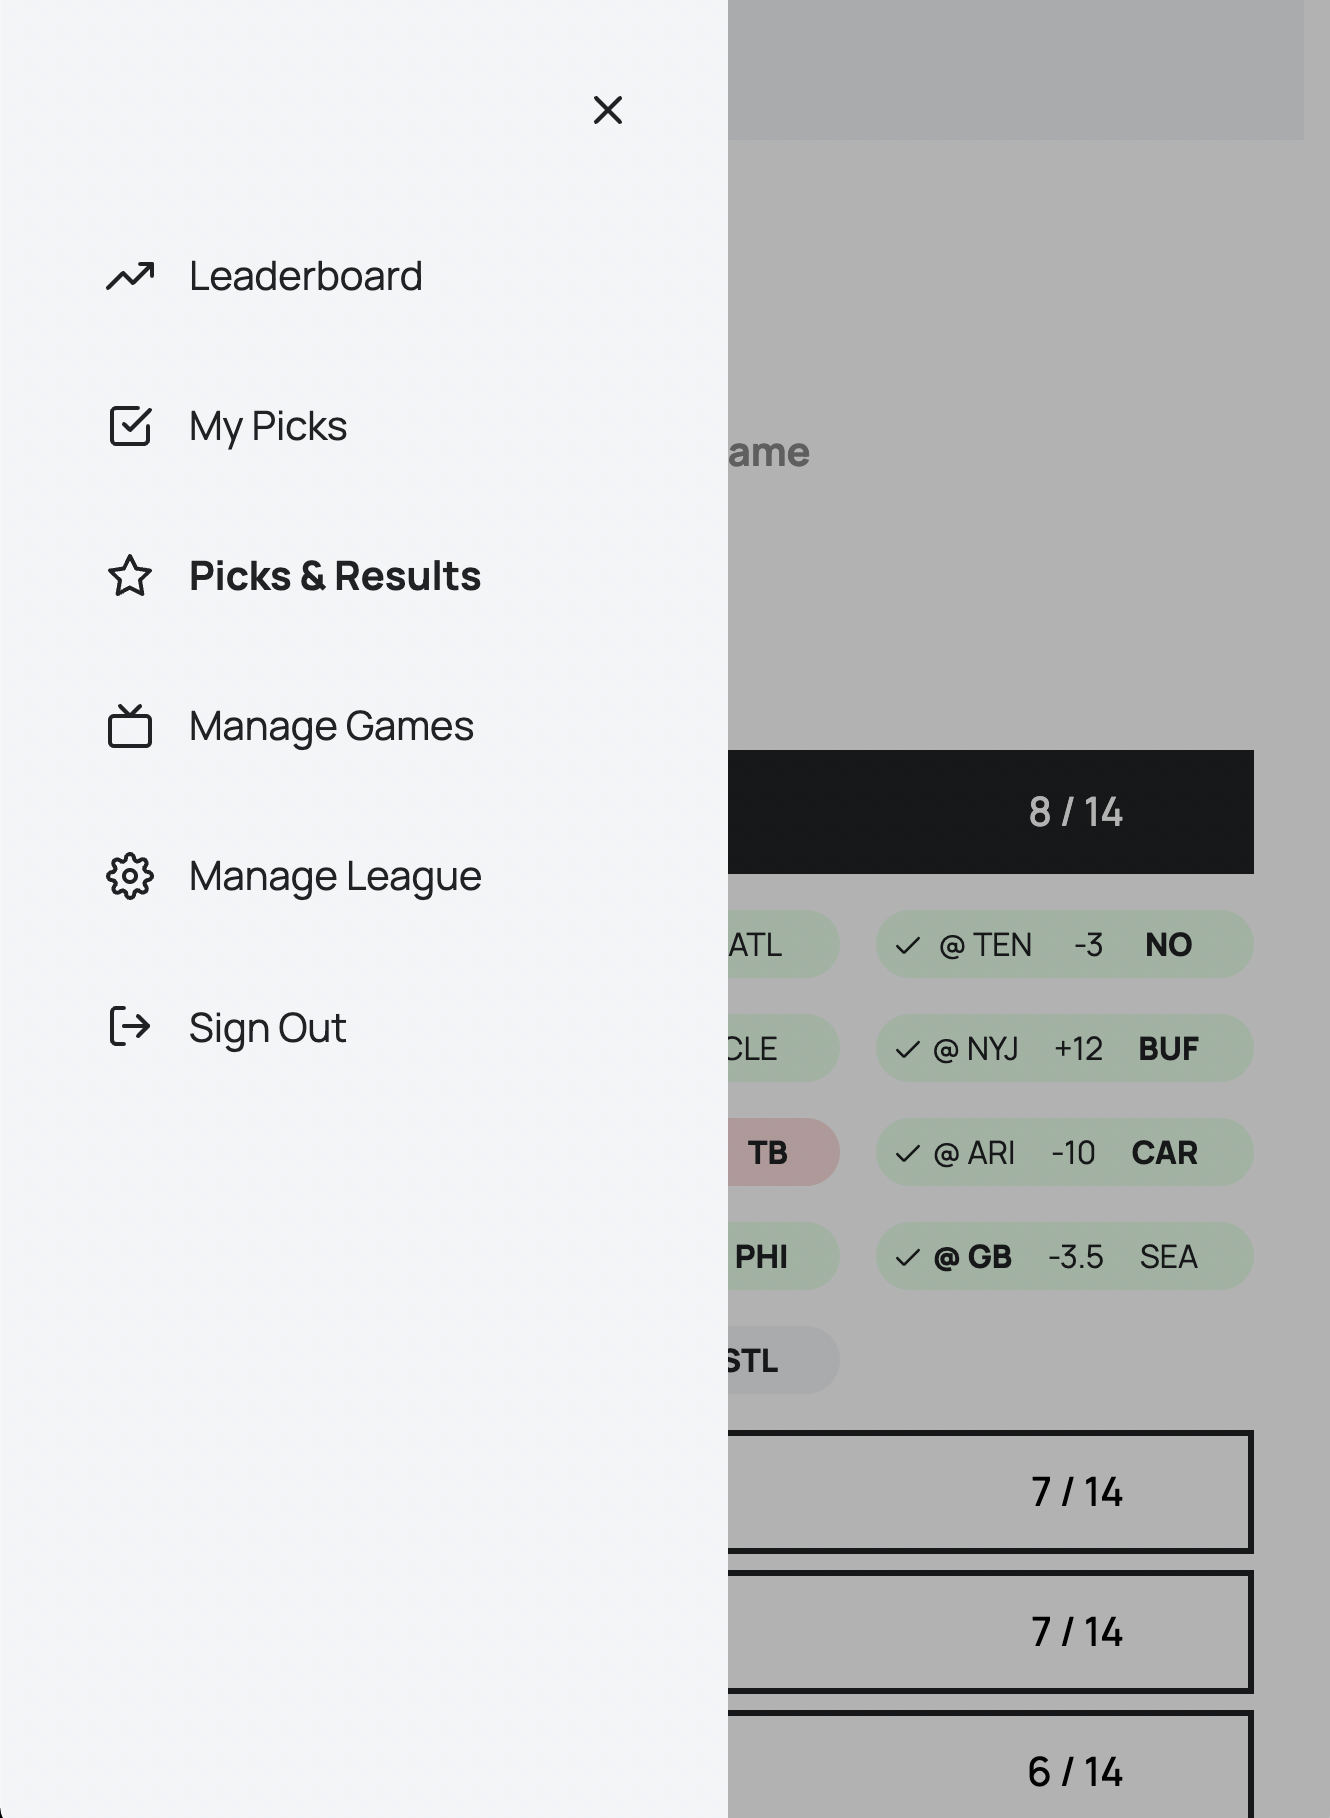 Leaderboard
My Picks
ame
Picks & Results
Manage Games
8 / 14
Manage League
ATL
@ TEN -3 NO
Sign Out
CLE
@ NYJ +12 BUF
TB
@ ARI -10 CAR
PHI
@ GB -3.5 SEA
STL
7 / 14
7 / 14
6 / 14